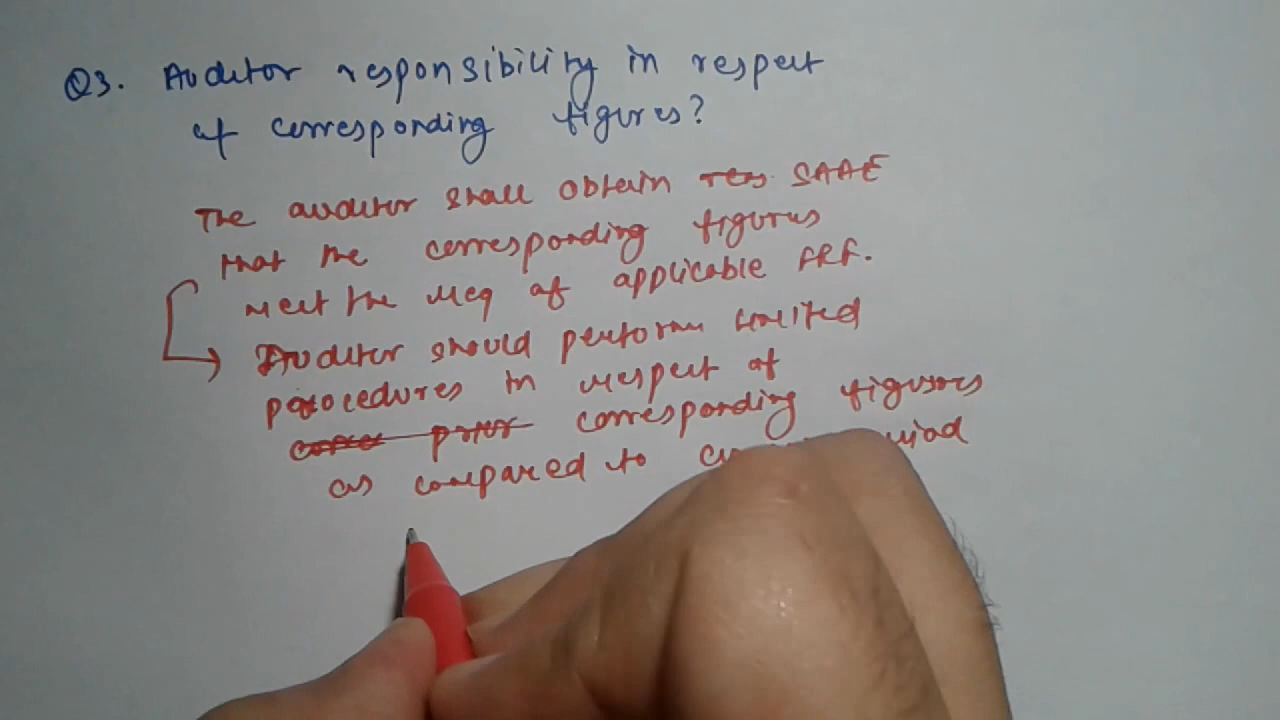 Q3. Auditor responsibility in respect
of corresponding figures?
The auditor shall obtain SAAE
that the corresponding figures
meet the req of applicable FRF.
Auditor should perform limited
procedures in respect of
prior corresponding figures
as compared to